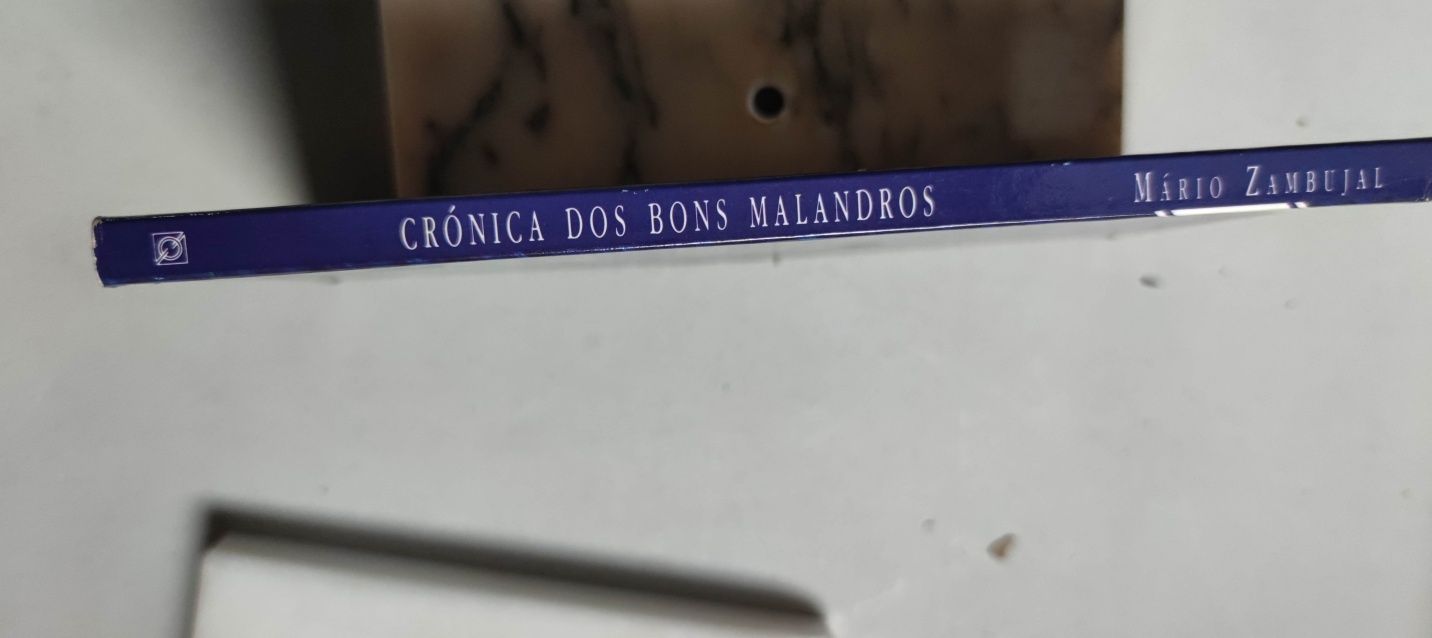 CRÓNICA DOS BONS MALANDROS
MÁRIO ZAMBUJAL